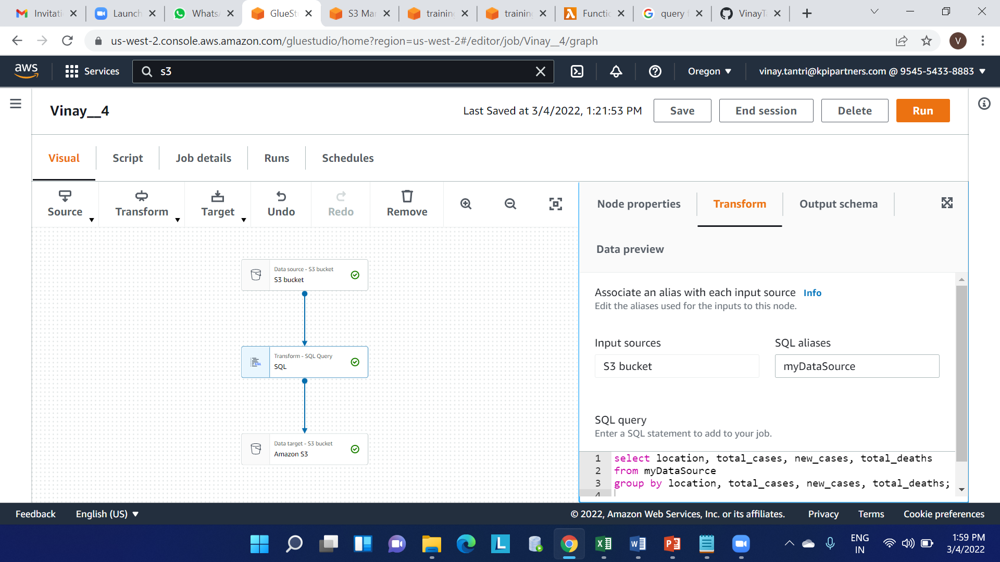 Invitati
Launch
Whats
GlueSt
S3 Mar
training
training
Functio
query f
VinayTa
us-west-2.console.aws.amazon.com/gluestudio/home?region=us-west-2#/editor/job/Vinay__4/graph
V
aws
Services
s3
Oregon
vinay.tantri@kpipartners.com @ 9545-5433-8883
Vinay__4
Last Saved at 3/4/2022, 1:21:53 PM
Save
End session
Delete
Run
Visual
Script
Job details
Runs
Schedules
Source
Transform
Target
Undo
Redo
Remove
Node properties
Transform
Output schema
Data preview
Data source - S3 bucket
S3 bucket
Transform - SQL Query
SQL
Data target - S3 bucket
Amazon S3
Associate an alias with each input source Info
Edit the aliases used for the inputs to this node.
Input sources
SQL aliases
S3 bucket
myDataSource
SQL query
Enter a SQL statement to add to your job.
1 select location, total_cases, new_cases, total_deaths
2 from myDataSource
3 group by location, total_cases, new_cases, total_deaths;
4
Feedback
English (US)
© 2022, Amazon Web Services, Inc. or its affiliates.
Privacy
Terms
Cookie preferences
ENG
IN
1:59 PM
3/4/2022